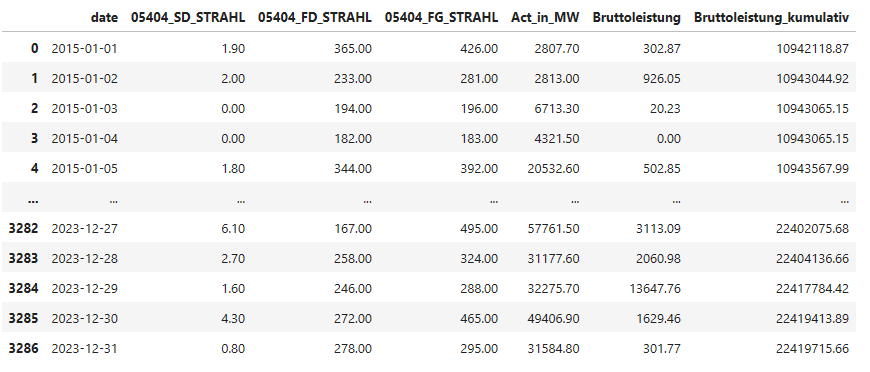 date 05404_SD_STRAHL 05404_FD_STRAHL 05404_FG_STRAHL Act_in_MW Bruttoleistung Bruttoleistung_kumulativ
0 2015-01-01 1.90 365.00 426.00 2807.70 302.87 10942118.87
1 2015-01-02 2.00 233.00 281.00 2813.00 926.05 10943044.92
2 2015-01-03 0.00 194.00 196.00 6713.30 20.23 10943065.15
3 2015-01-04 0.00 182.00 183.00 4321.50 0.00 10943065.15
4 2015-01-05 1.80 344.00 392.00 20532.60 502.85 10943567.99
... ... ... ... ... ... ... ...
3282 2023-12-27 6.10 167.00 495.00 57761.50 3113.09 22402075.68
3283 2023-12-28 2.70 258.00 324.00 31177.60 2060.98 22404136.66
3284 2023-12-29 1.60 246.00 288.00 32275.70 13647.76 22417784.42
3285 2023-12-30 4.30 272.00 465.00 49406.90 1629.46 22419413.89
3286 2023-12-31 0.80 278.00 295.00 31584.80 301.77 22419715.66